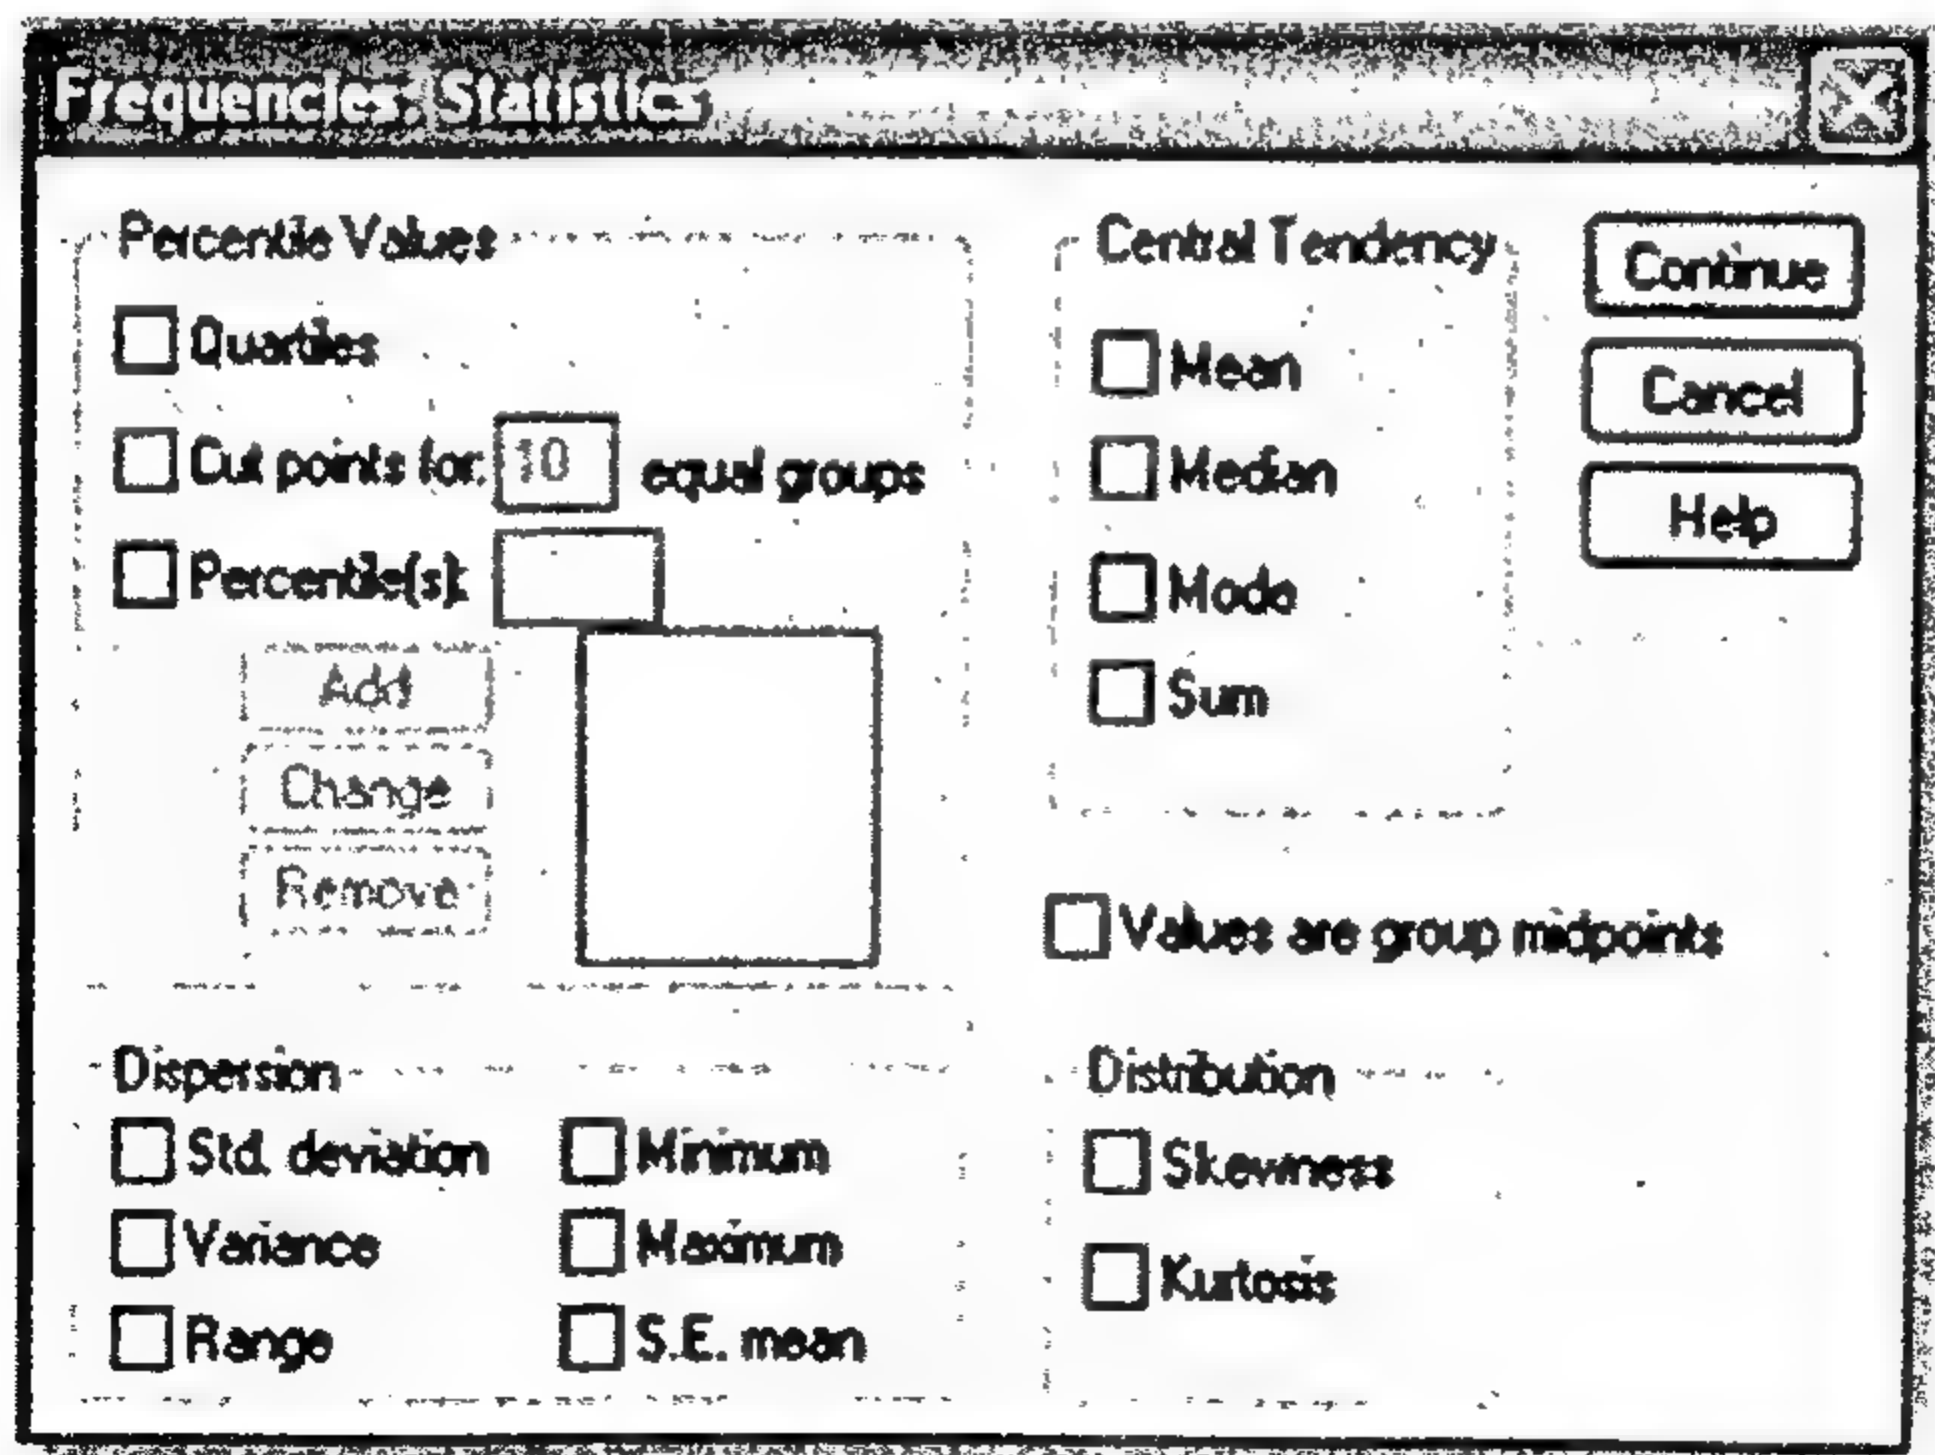 Frequencies: Statistics
Percentile Values
Quartiles
Cut points for: 10 equal groups
Percentile(s):
Add
Change
Remove
Central Tendency
Mean
Median
Mode
Sum
Continue
Cancel
Help
Values are group midpoints
Dispersion
Std. deviation
Variance
Range
Minimum
Maximum
S.E. mean
Distribution
Skewness
Kurtosis